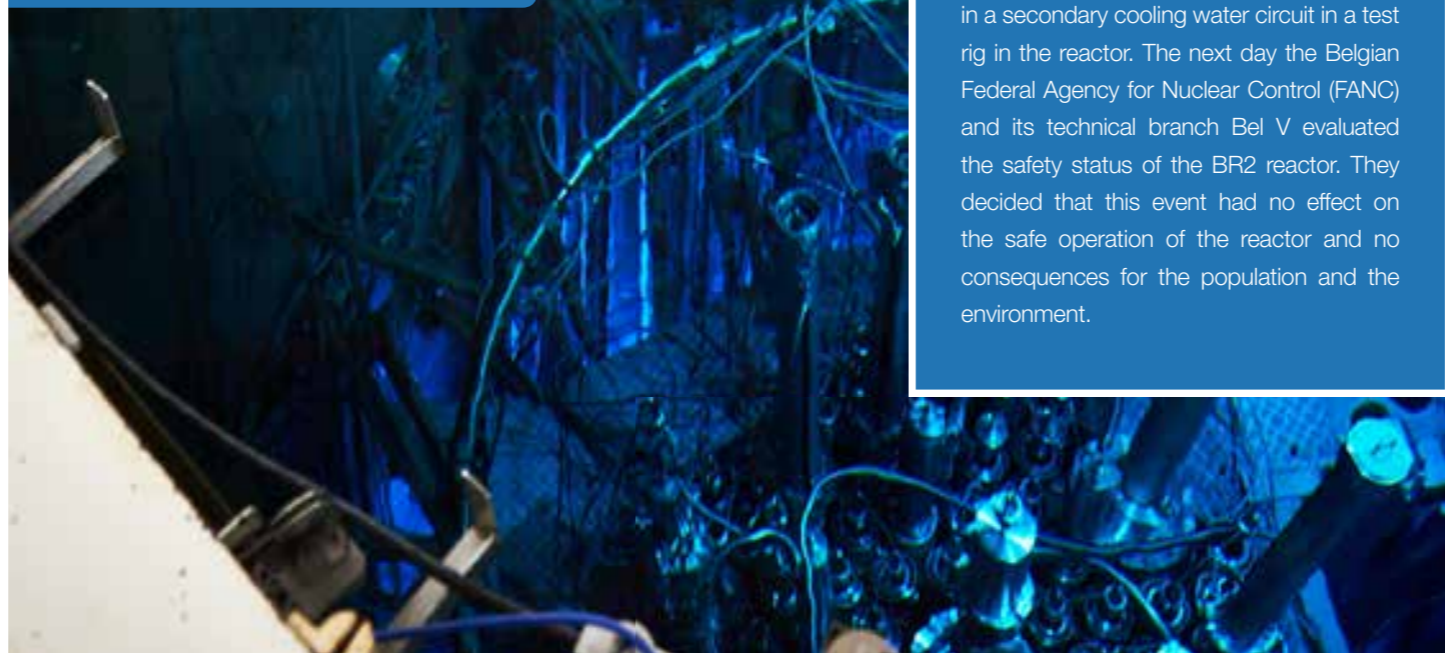 in a secondary cooling water circuit in a test
rig in the reactor. The next day the Belgian
Federal Agency for Nuclear Control (FANC)
and its technical branch Bel V evaluated
the safety status of the BR2 reactor. They
decided that this event had no effect on
the safe operation of the reactor and no
consequences for the population and the
environment.